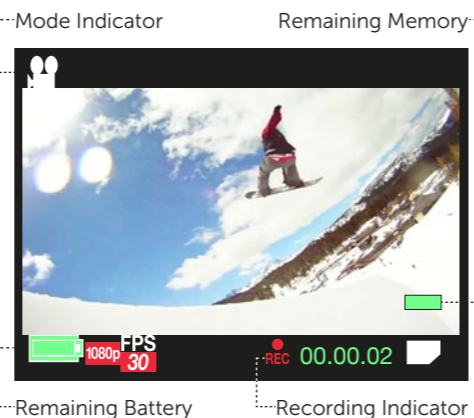 Mode Indicator
Remaining Memory
1080p
FPS
30
REC
00.00.02
Remaining Battery
Recording Indicator